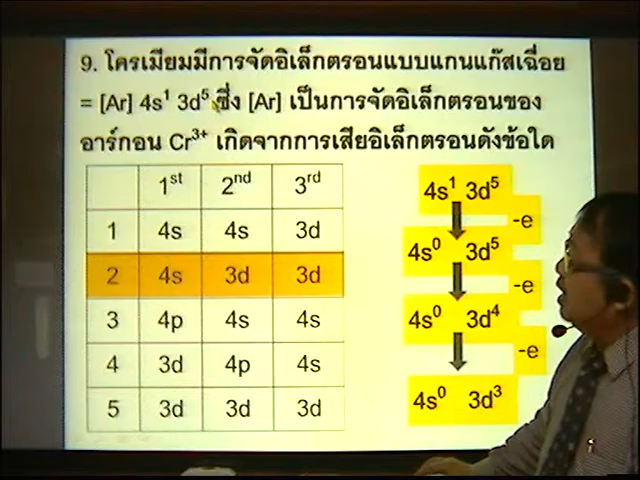 9. โครเมียมมีการจัดอิเล็กตรอนแบบแกนแก๊สเฉื่อย
= [Ar] 4s¹ 3d⁵ ซึ่ง [Ar] เป็นการจัดอิเล็กตรอนของ
อาร์กอน Cr³⁺ เกิดจากการเสียอิเล็กตรอนดังข้อใด
1ˢᵗ 2ⁿᵈ 3ʳᵈ
1 4s 4s 3d
2 4s 3d 3d
3 4p 4s 4s
4 3d 4p 4s
5 3d 3d 3d
4s¹ 3d⁵
-e
4s⁰ 3d⁵
-e
4s⁰ 3d⁴
-e
4s⁰ 3d³